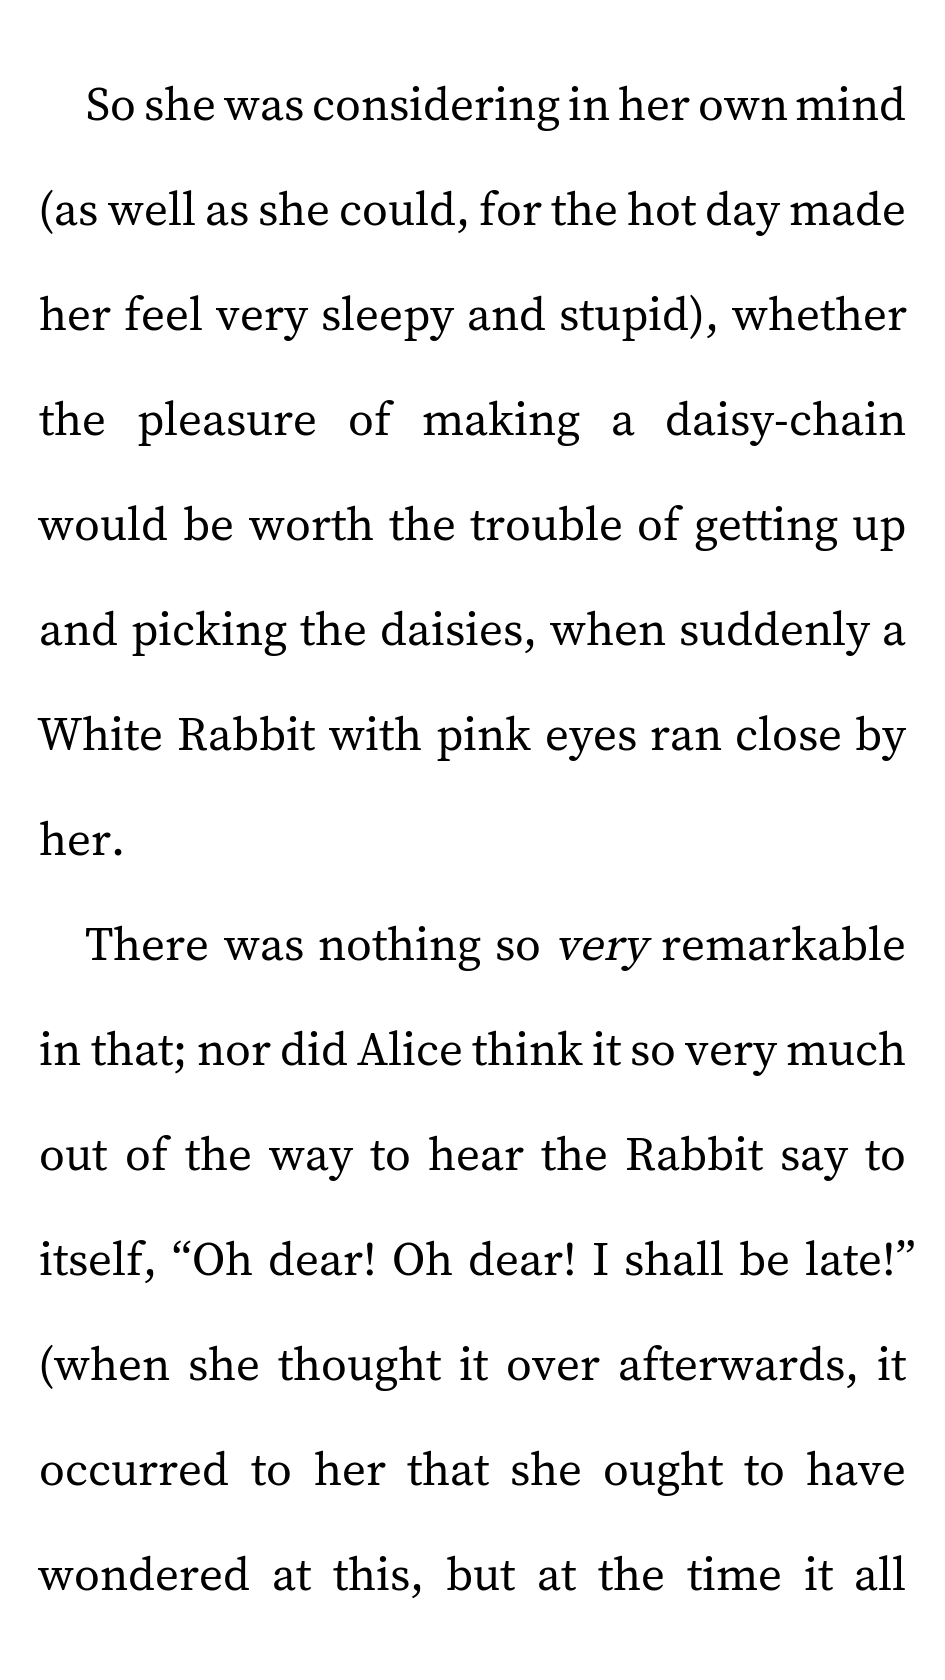 So she was considering in her own mind
(as well as she could, for the hot day made
her feel very sleepy and stupid), whether
the pleasure of making a daisy-chain
would be worth the trouble of getting up
and picking the daisies, when suddenly a
White Rabbit with pink eyes ran close by
her.
There was nothing so very remarkable
in that; nor did Alice think it so very much
out of the way to hear the Rabbit say to
itself, “Oh dear! Oh dear! I shall be late!”
(when she thought it over afterwards, it
occurred to her that she ought to have
wondered at this, but at the time it all